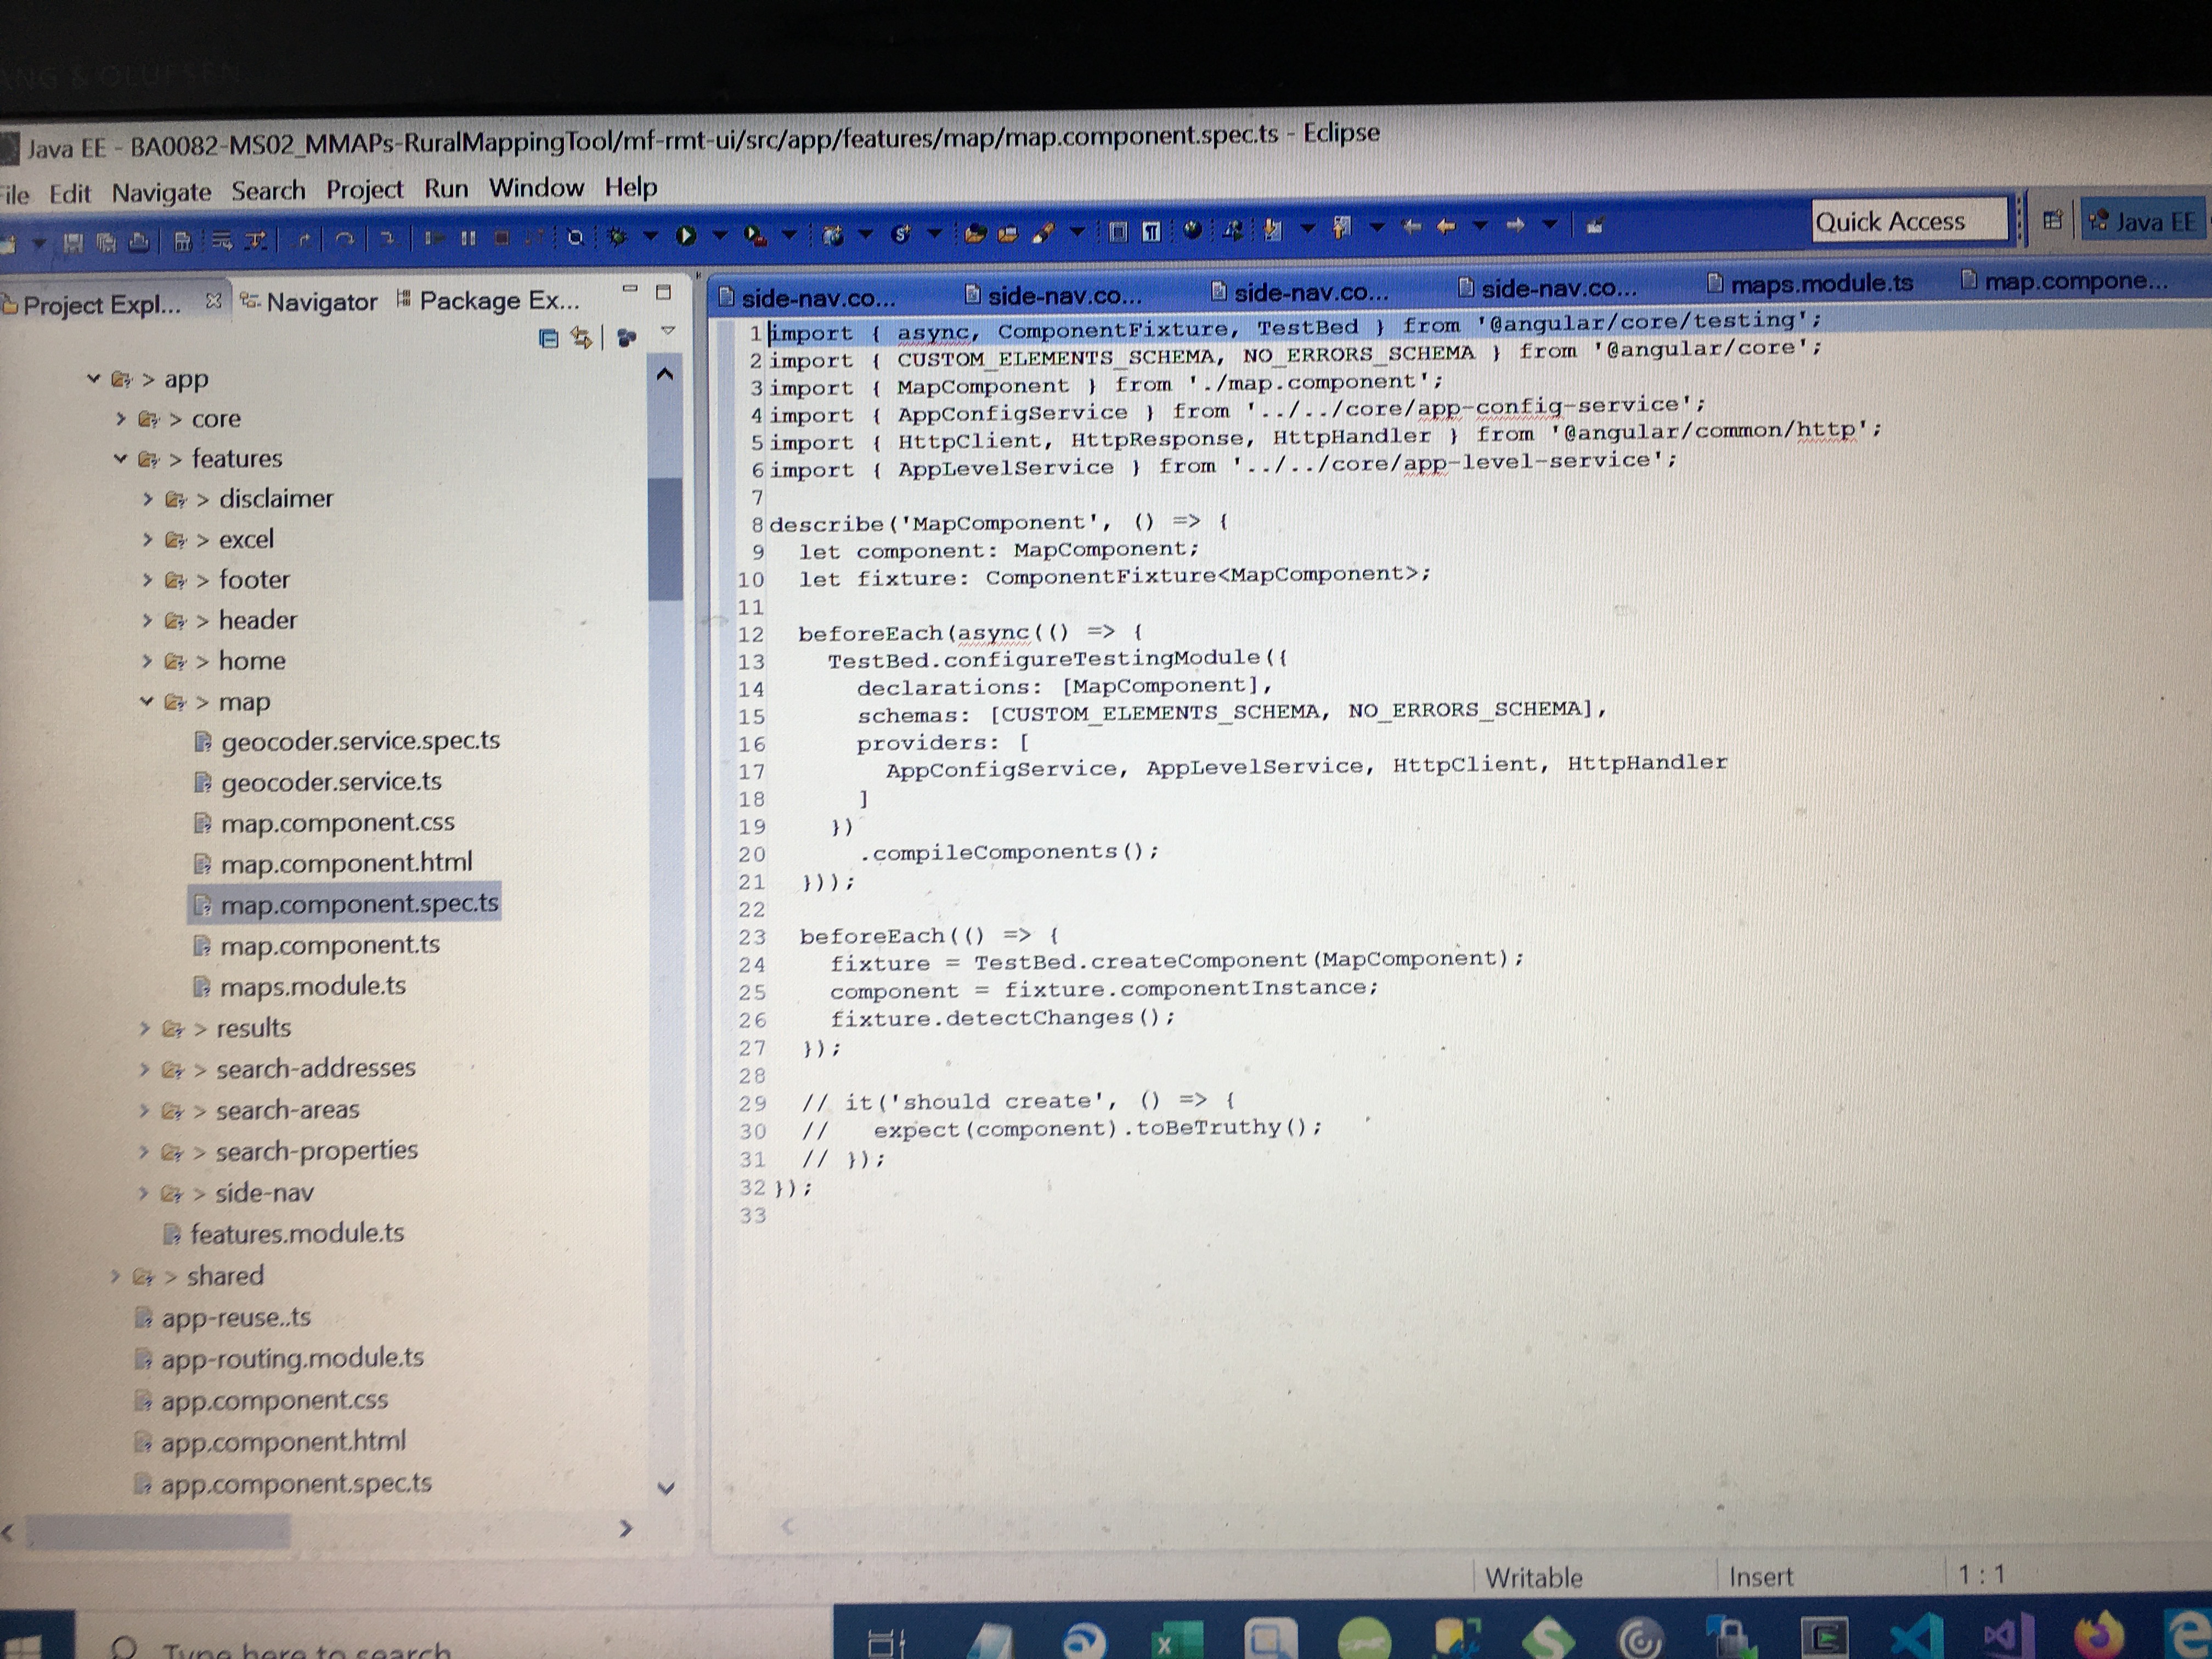 ANG & OLUFSEN
Java EE - BA0082-MS02_MMAPs-RuralMappingTool/mf-rmt-ui/src/app/features/map/map.component.spec.ts - Eclipse
File Edit Navigate Search Project Run Window Help
Quick Access
Java EE
Project Expl...
Navigator
Package Ex...
side-nav.co...
side-nav.co...
side-nav.co...
side-nav.co...
maps.module.ts
map.compone...
> app
> core
> features
> disclaimer
> excel
> footer
> header
> home
> map
geocoder.service.spec.ts
geocoder.service.ts
map.component.css
map.component.html
map.component.spec.ts
map.component.ts
maps.module.ts
> results
> search-addresses
> search-areas
> search-properties
> side-nav
features.module.ts
> shared
app-reuse..ts
app-routing.module.ts
app.component.css
app.component.html
app.component.spec.ts
1 import { async, ComponentFixture, TestBed } from '@angular/core/testing';
2 import { CUSTOM_ELEMENTS_SCHEMA, NO_ERRORS_SCHEMA } from '@angular/core';
3 import { MapComponent } from './map.component';
4 import { AppConfigService } from '../../core/app-config-service';
5 import { HttpClient, HttpResponse, HttpHandler } from '@angular/common/http';
6 import { AppLevelService } from '../../core/app-level-service';
7
8 describe('MapComponent', () => {
9   let component: MapComponent;
10   let fixture: ComponentFixture<MapComponent>;
11
12   beforeEach(async(() => {
13     TestBed.configureTestingModule({
14       declarations: [MapComponent],
15       schemas: [CUSTOM_ELEMENTS_SCHEMA, NO_ERRORS_SCHEMA],
16       providers: [
17         AppConfigService, AppLevelService, HttpClient, HttpHandler
18       ]
19     })
20       .compileComponents();
21   }));
22
23   beforeEach(() => {
24     fixture = TestBed.createComponent(MapComponent);
25     component = fixture.componentInstance;
26     fixture.detectChanges();
27   });
28
29   // it('should create', () => {
30   //   expect(component).toBeTruthy();
31   // });
32 });
33
Writable
Insert
1 : 1
Type here to search